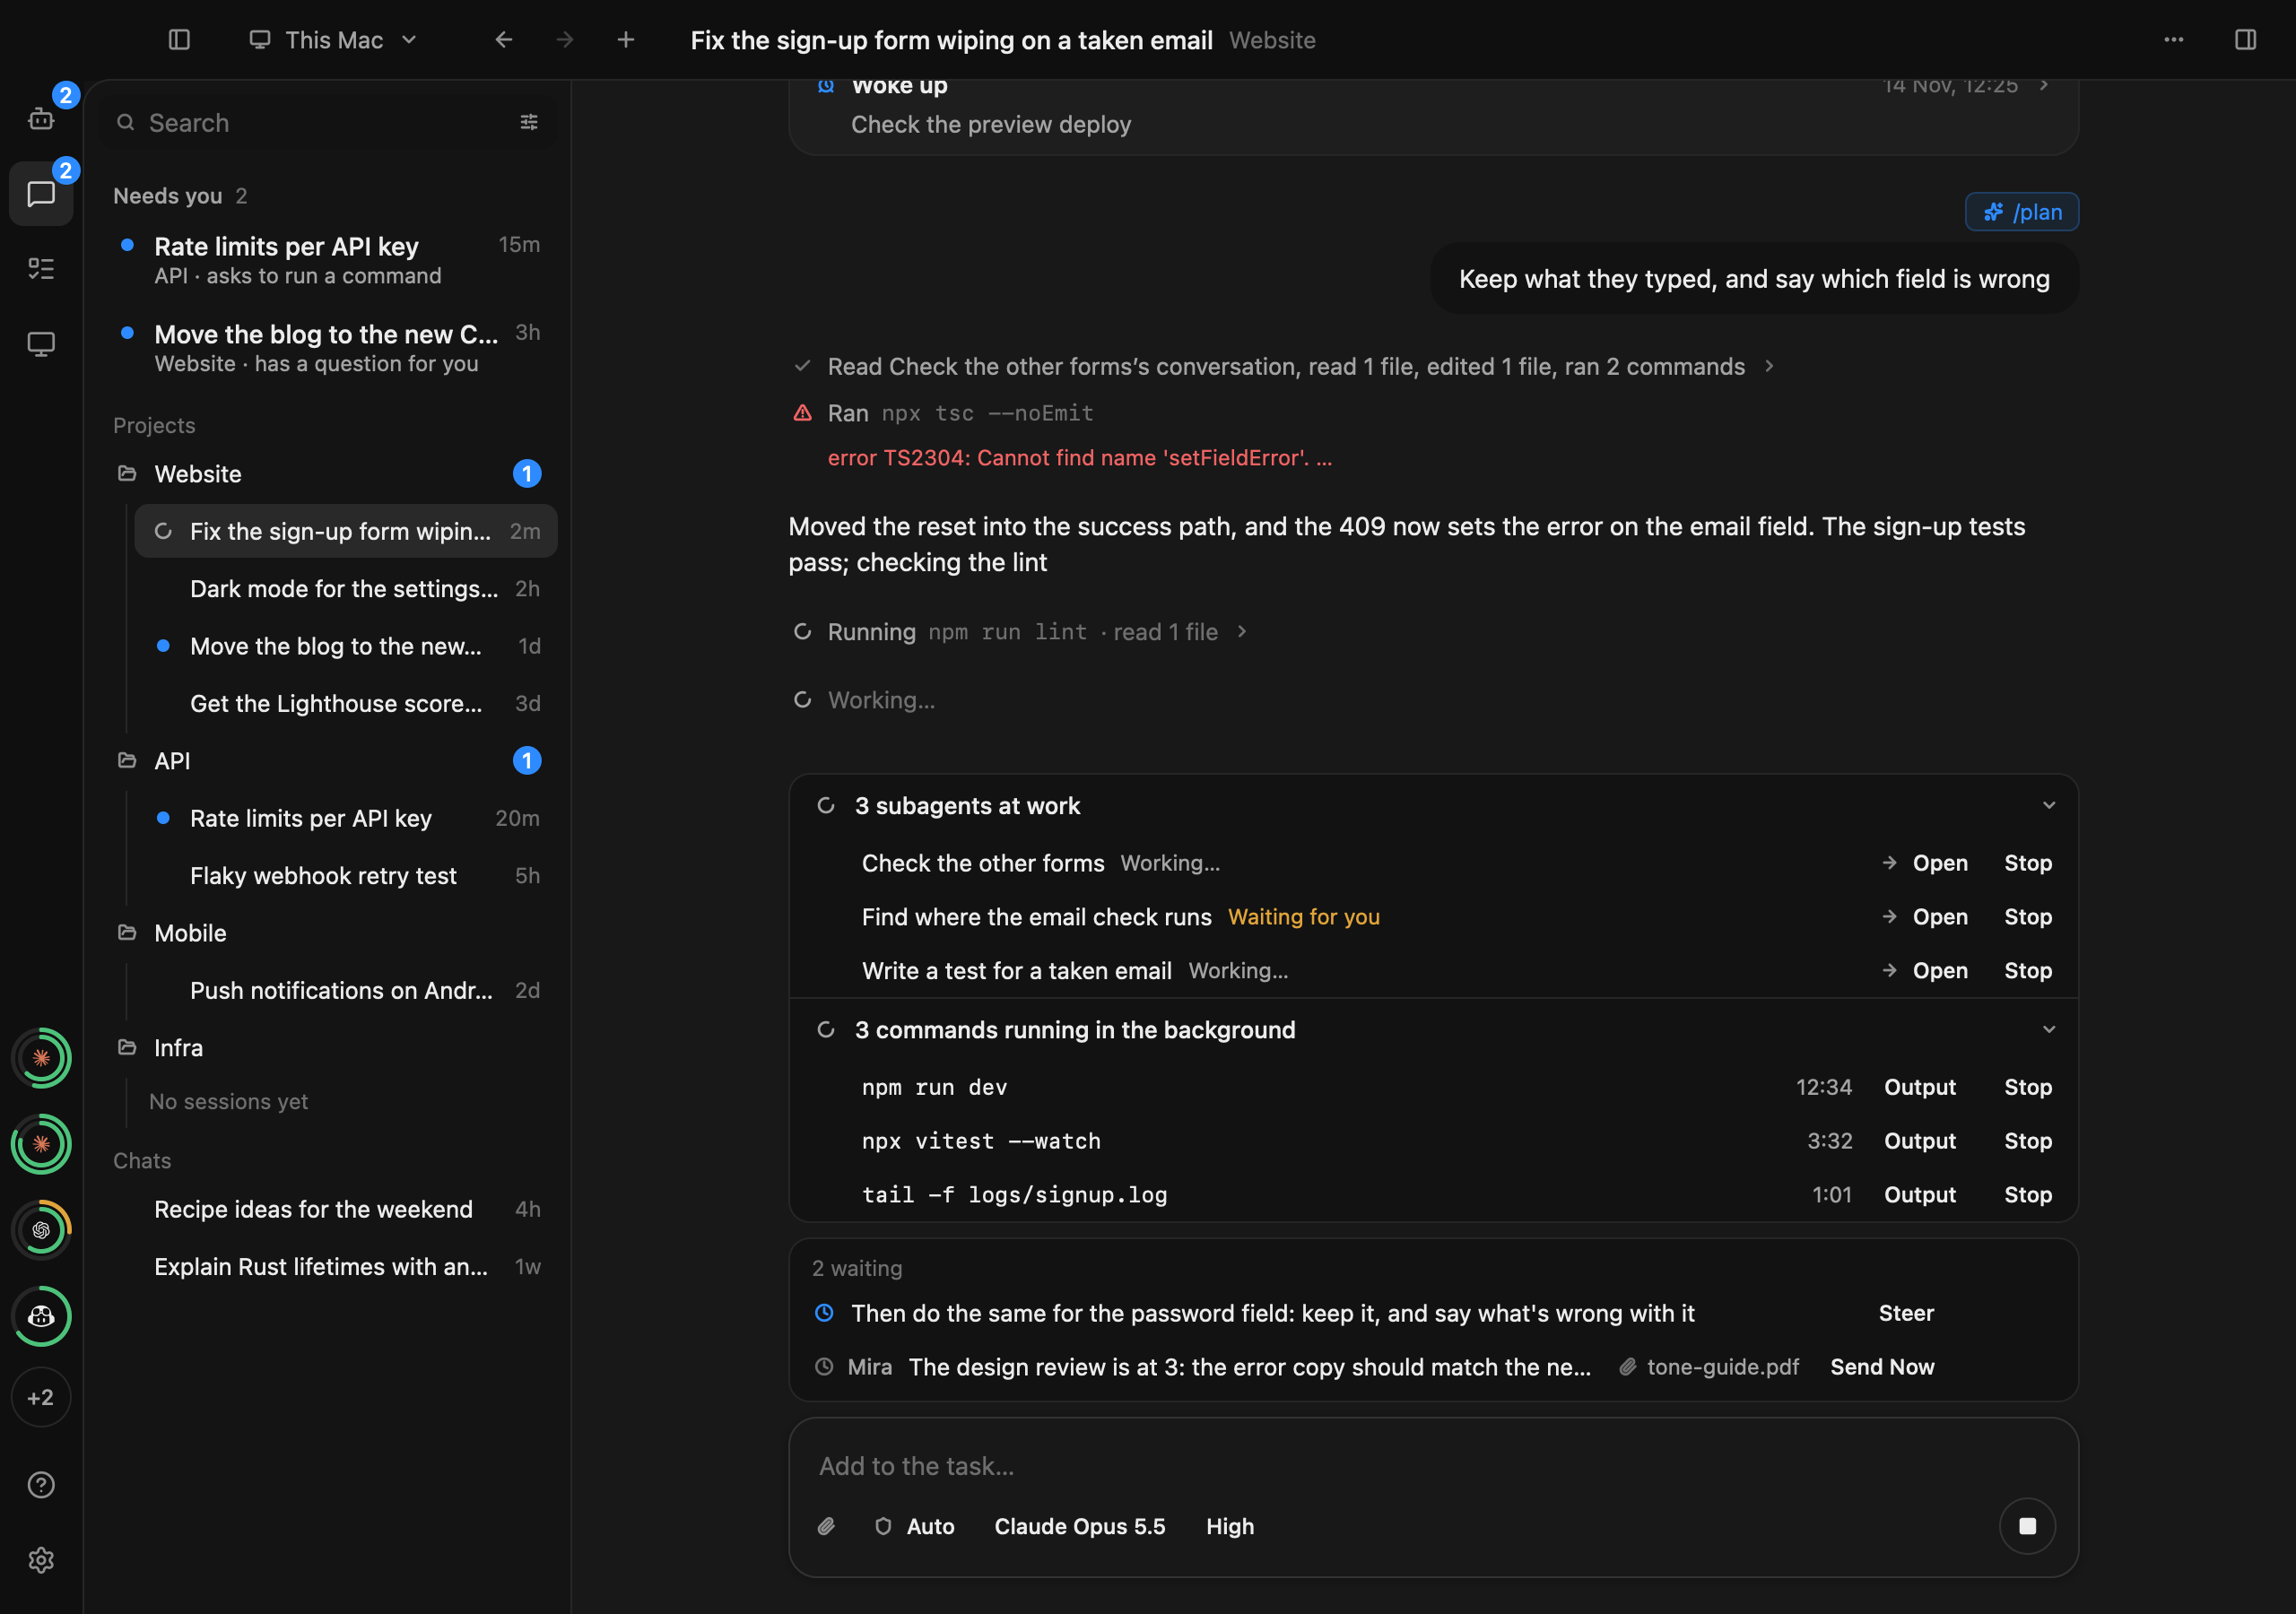 This Mac
Fix the sign-up form wiping on a taken email Website
2
2
Search
Needs you 2
Rate limits per API key 15m
API · asks to run a command
Move the blog to the new C... 3h
Website · has a question for you
Projects
Website 1
Fix the sign-up form wipin... 2m
Dark mode for the settings... 2h
Move the blog to the new... 1d
Get the Lighthouse score... 3d
API 1
Rate limits per API key 20m
Flaky webhook retry test 5h
Mobile
Push notifications on Andr... 2d
Infra
No sessions yet
Chats
Recipe ideas for the weekend 4h
Explain Rust lifetimes with an... 1w
+2
Woke up 14 Nov, 12:25
Check the preview deploy
/plan
Keep what they typed, and say which field is wrong
Read Check the other forms’s conversation, read 1 file, edited 1 file, ran 2 commands
Ran npx tsc --noEmit
error TS2304: Cannot find name 'setFieldError'. ...
Moved the reset into the success path, and the 409 now sets the error on the email field. The sign-up tests
pass; checking the lint
Running npm run lint · read 1 file
Working...
3 subagents at work
Check the other forms Working... Open Stop
Find where the email check runs Waiting for you Open Stop
Write a test for a taken email Working... Open Stop
3 commands running in the background
npm run dev 12:34 Output Stop
npx vitest --watch 3:32 Output Stop
tail -f logs/signup.log 1:01 Output Stop
2 waiting
Then do the same for the password field: keep it, and say what's wrong with it Steer
Mira The design review is at 3: the error copy should match the ne... tone-guide.pdf Send Now
Add to the task...
Auto Claude Opus 5.5 High